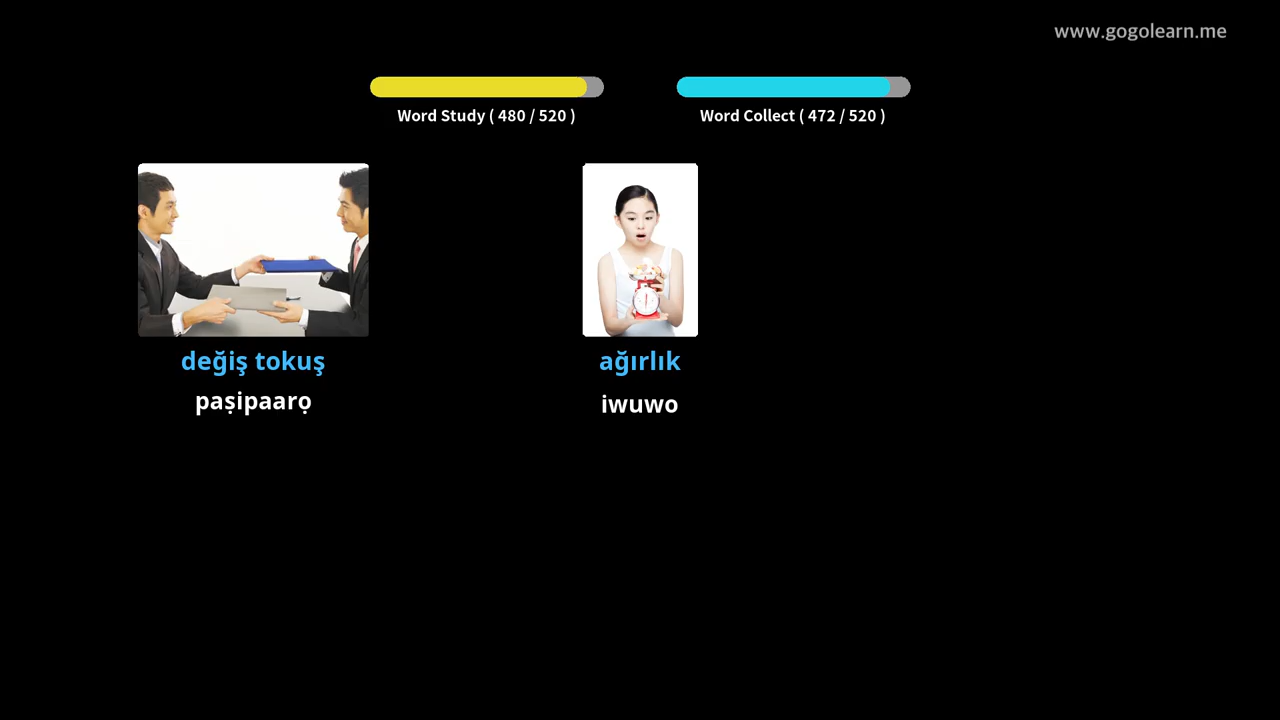 www.gogolearn.me
Word Study ( 480 / 520 )
Word Collect ( 472 / 520 )
değiş tokuş
paṣipaarọ
ağırlık
iwuwo